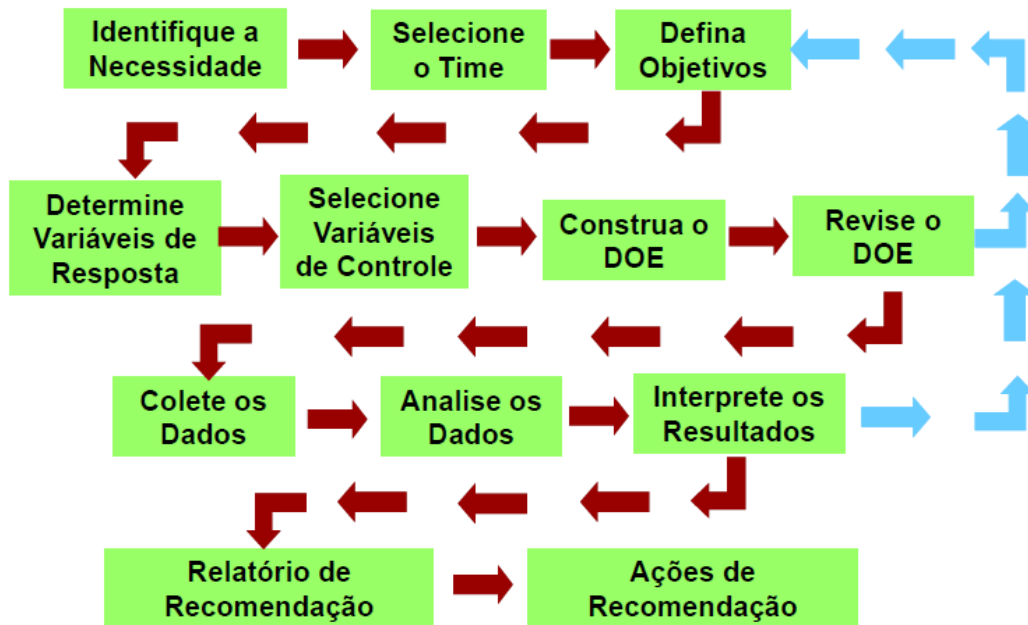 Identifique a
Necessidade
Selecione
o Time
Defina
Objetivos
Determine
Variáveis de
Resposta
Selecione
Variáveis
de Controle
Construa o
DOE
Revise o
DOE
Colete os
Dados
Analise os
Dados
Interprete os
Resultados
Relatório de
Recomendação
Ações de
Recomendação